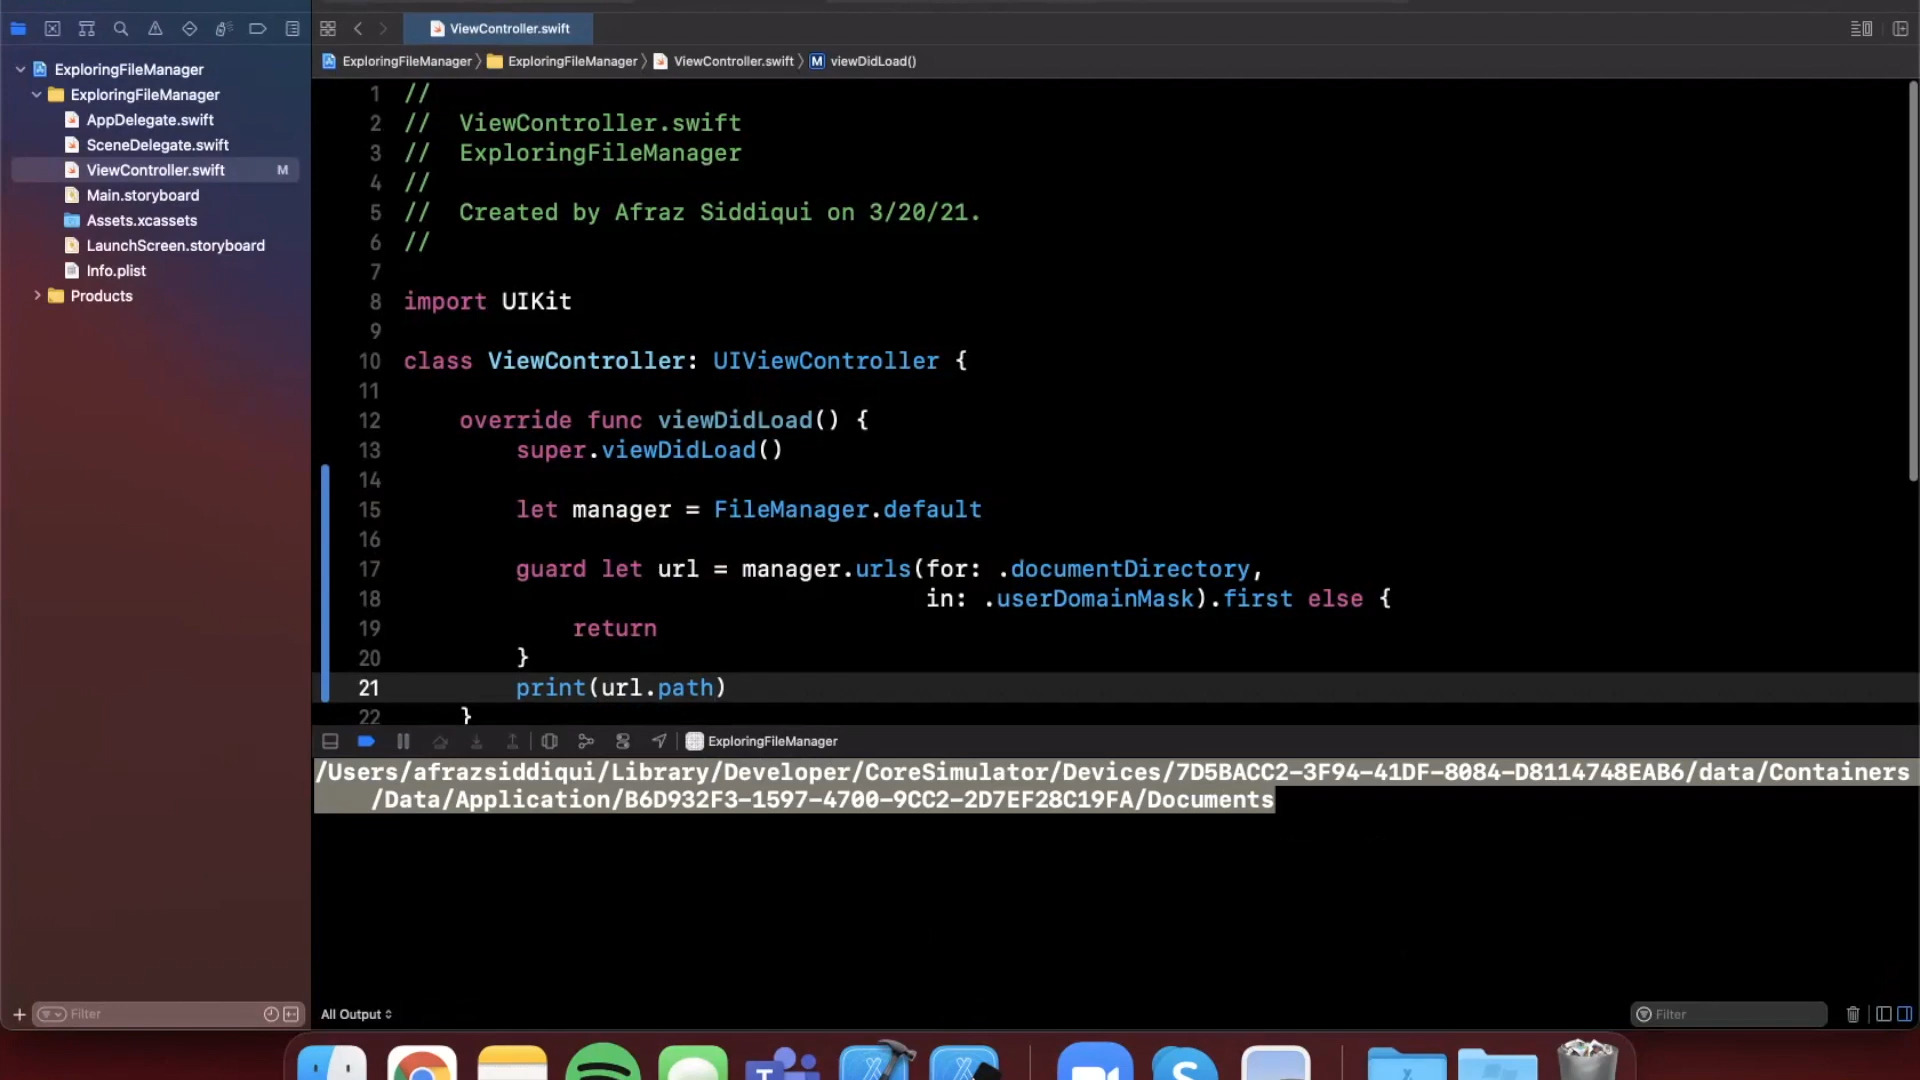 ViewController.swift
ExploringFileManager
ExploringFileManager
ViewController.swift
M
viewDidLoad()
ExploringFileManager
ExploringFileManager
AppDelegate.swift
SceneDelegate.swift
ViewController.swift
M
Main.storyboard
Assets.xcassets
LaunchScreen.storyboard
Info.plist
Products
1 //
2 //  ViewController.swift
3 //  ExploringFileManager
4 //
5 //  Created by Afraz Siddiqui on 3/20/21.
6 //
7
8 import UIKit
9
10 class ViewController: UIViewController {
11
12     override func viewDidLoad() {
13         super.viewDidLoad()
14
15         let manager = FileManager.default
16
17         guard let url = manager.urls(for: .documentDirectory,
18                                      in: .userDomainMask).first else {
19             return
20         }
21         print(url.path)
22     }
ExploringFileManager
/Users/afrazsiddiqui/Library/Developer/CoreSimulator/Devices/7D5BACC2-3F94-41DF-8084-D8114748EAB6/data/Containers
/Data/Application/B6D932F3-1597-4700-9CC2-2D7EF28C19FA/Documents
Filter
All Output
Filter